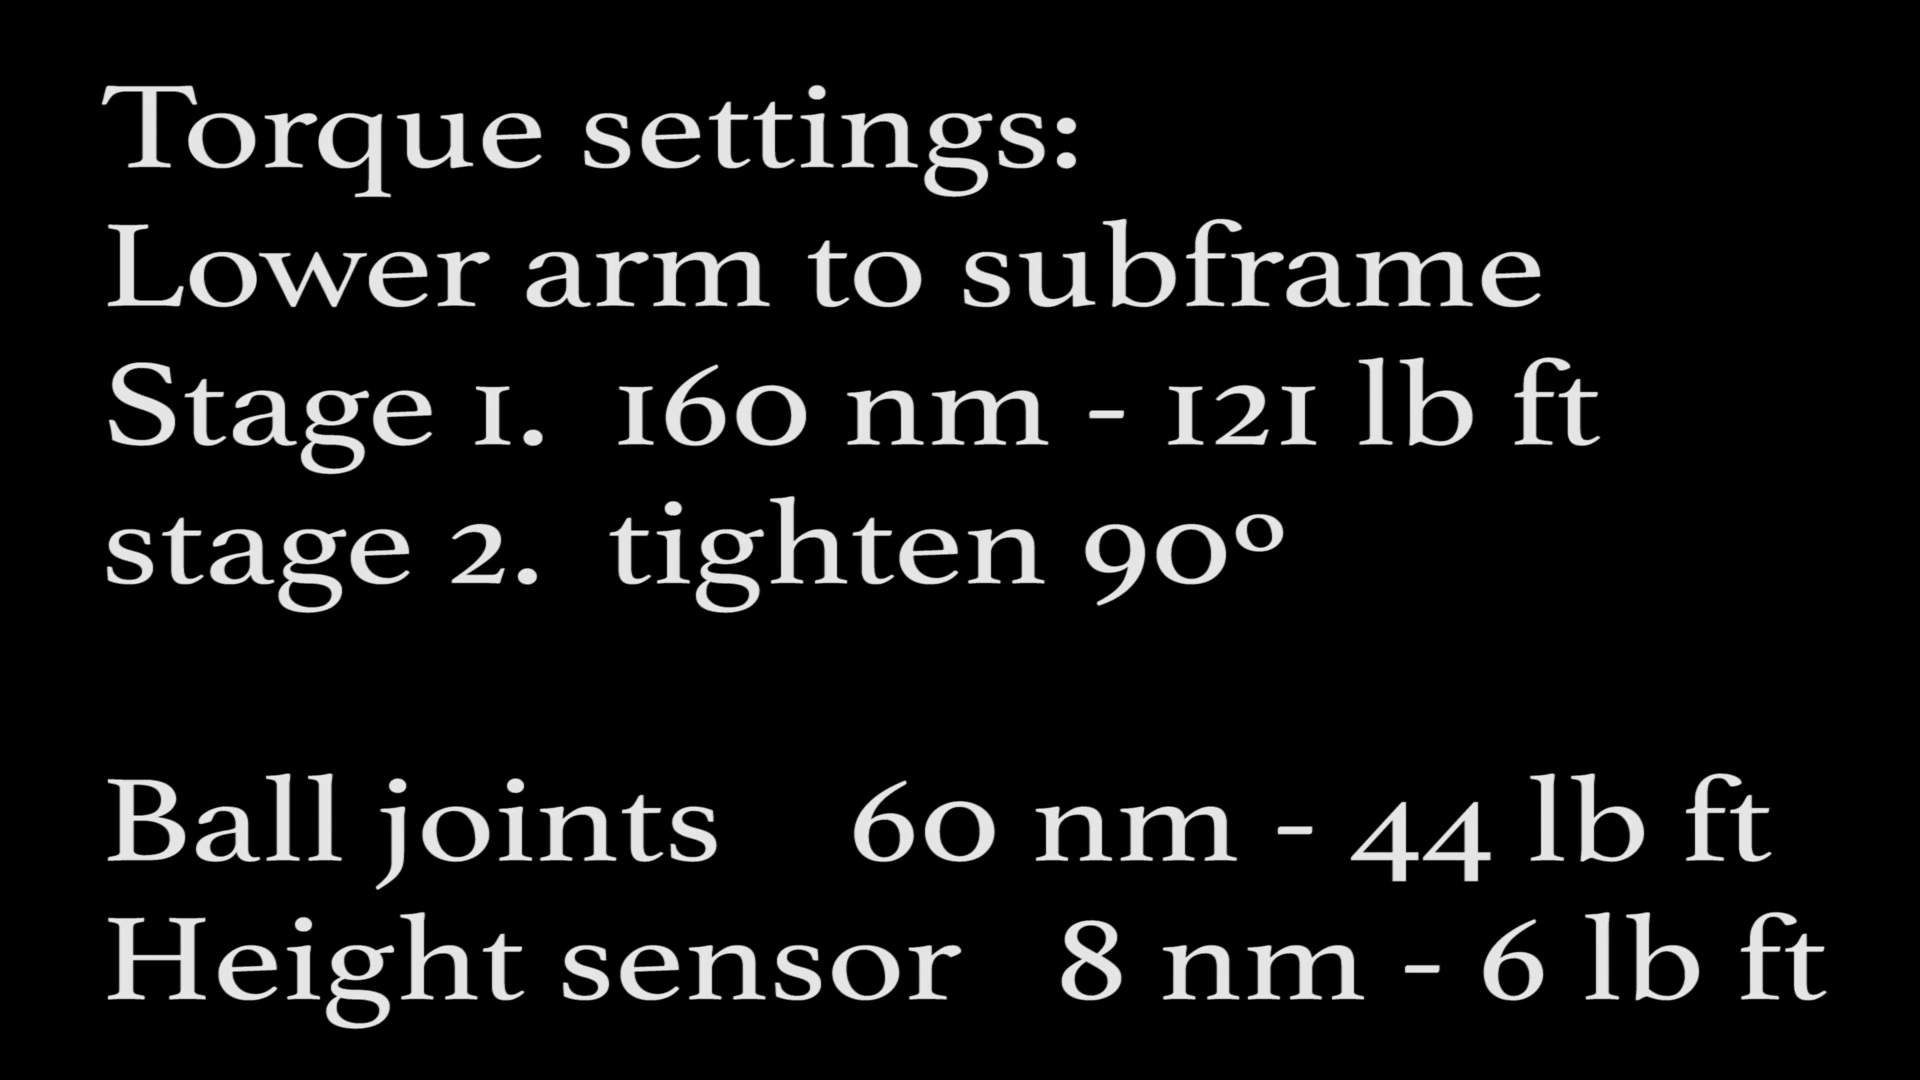 Torque settings:
Lower arm to subframe
Stage 1. 160 nm - 121 lb ft
stage 2. tighten 90º
Ball joints 60 nm - 44 lb ft
Height sensor 8 nm - 6 lb ft